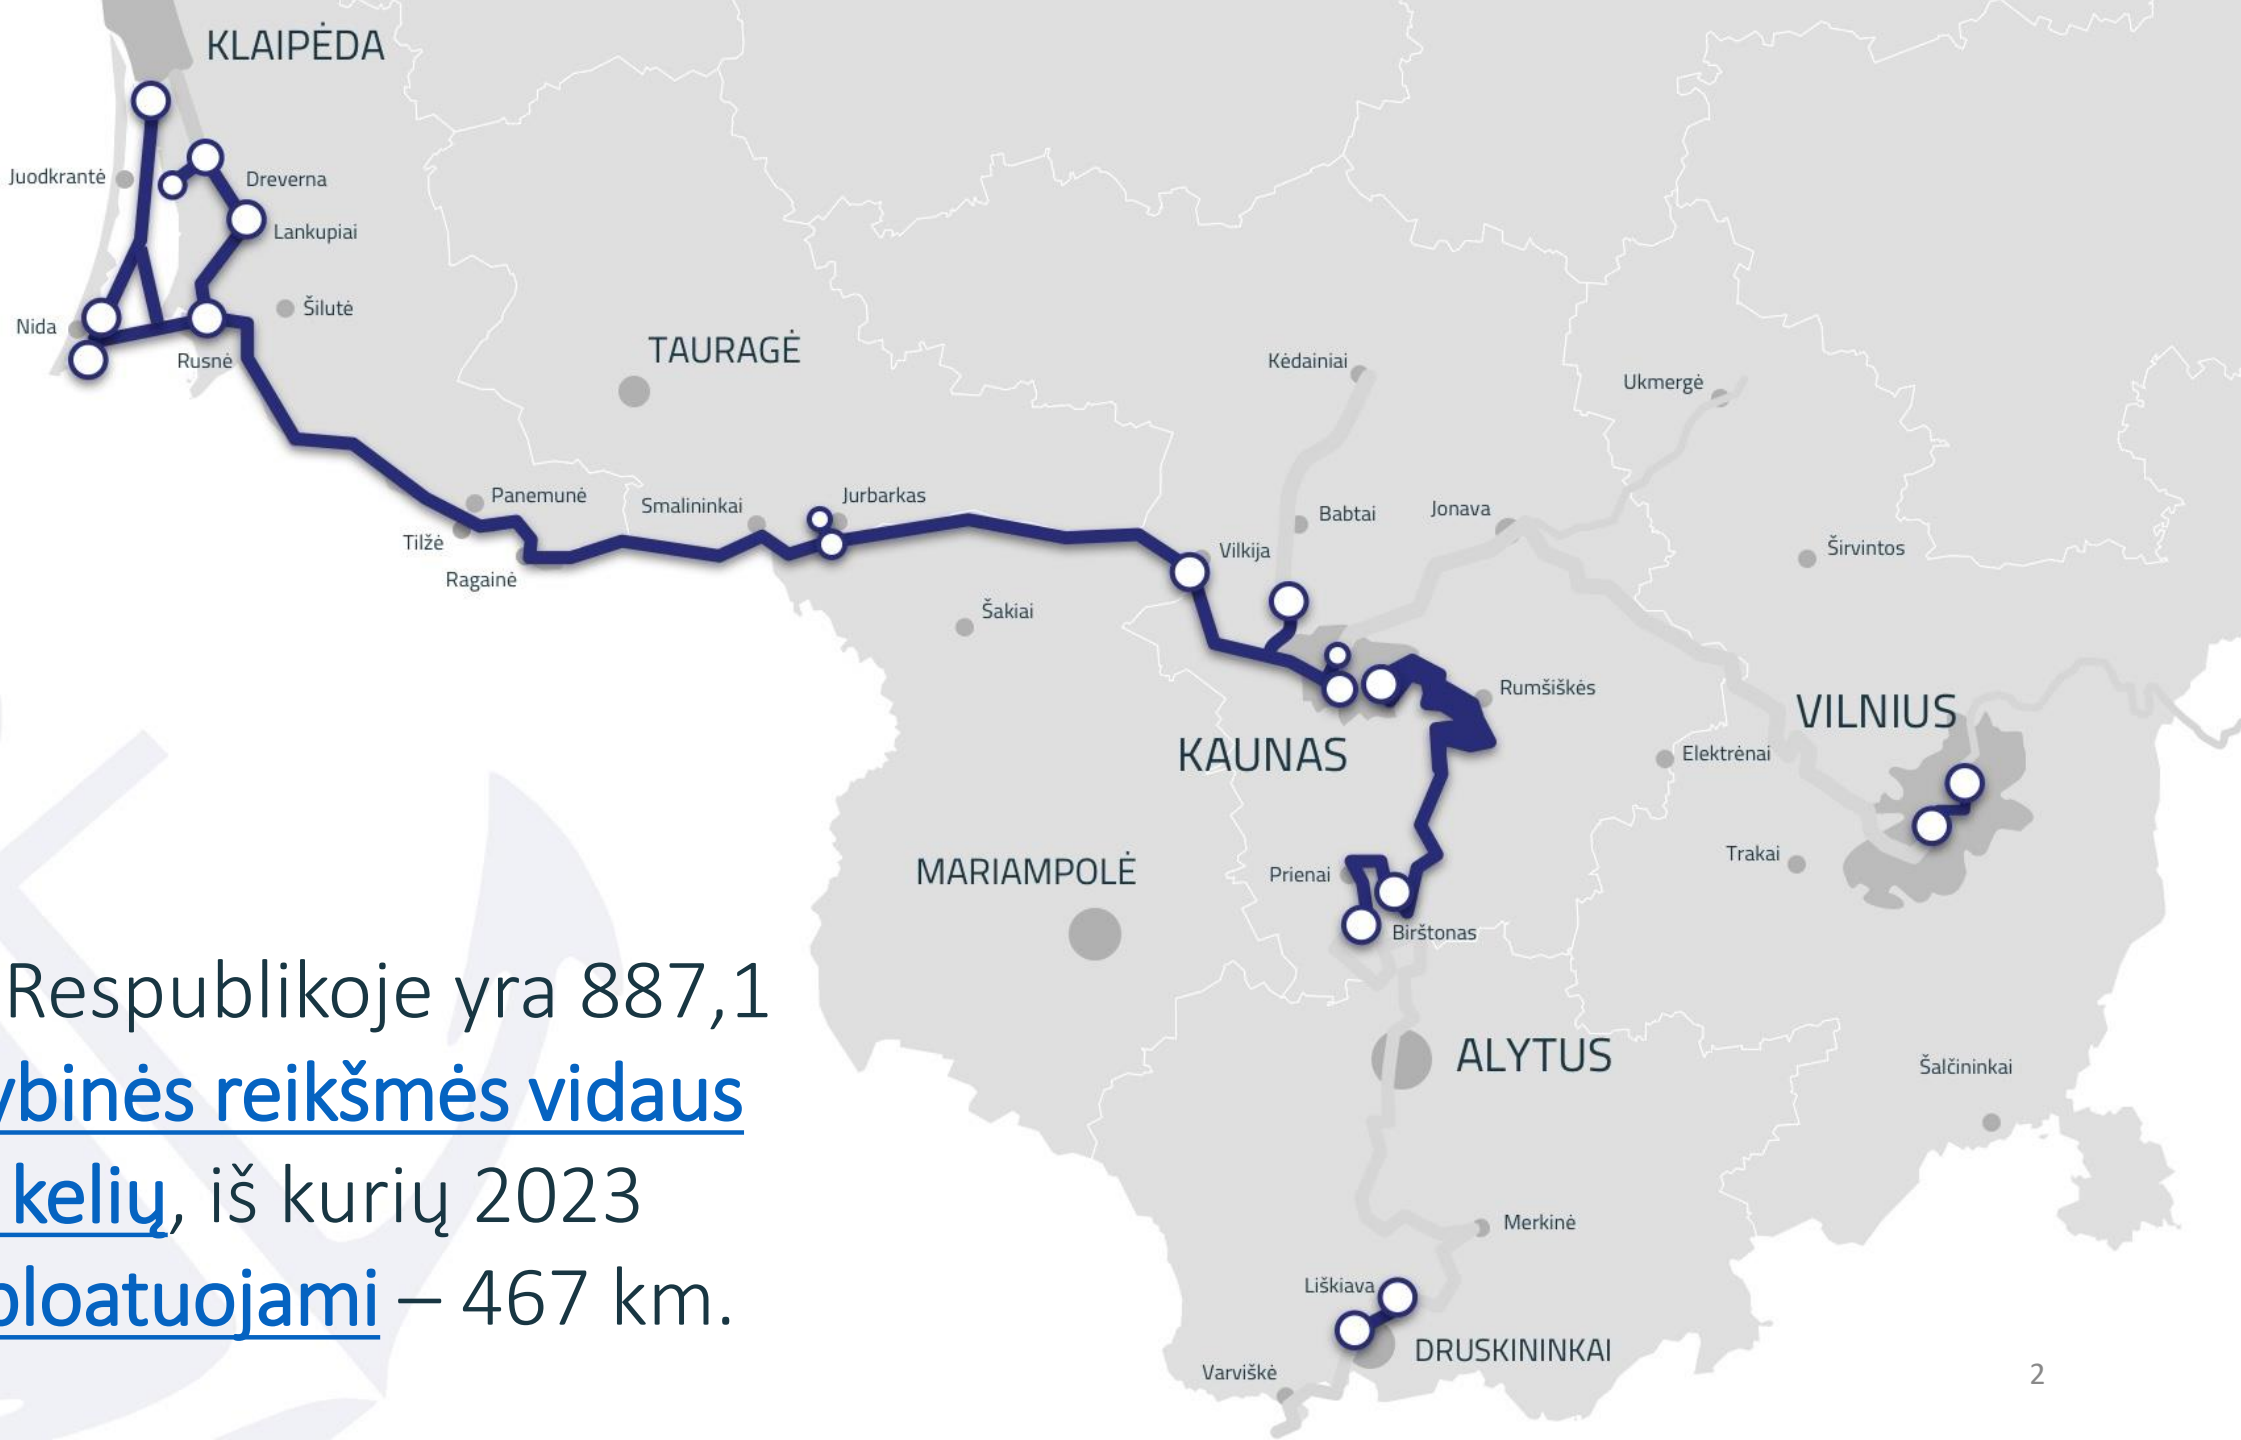 KLAIPĖDA
Juodkrantė
Dreverna
Lankupiai
Šilutė
Nida
Rusnė
TAURAGĖ
Kėdainiai
Ukmergė
Panemunė
Smalininkai
Jurbarkas
Babtai
Jonava
Tilžė
Vilkija
Širvintos
Ragainė
Šakiai
Rumšiškės
VILNIUS
KAUNAS
Elektrėnai
Trakai
MARIAMPOLĖ
Prienai
Birštonas
Respublikoje yra 887,1
ybinės reikšmės vidaus
kelių, iš kurių 2023
ploatuojami – 467 km.
ALYTUS
Šalčininkai
Merkinė
Liškiava
DRUSKININKAI
Varviškė
2